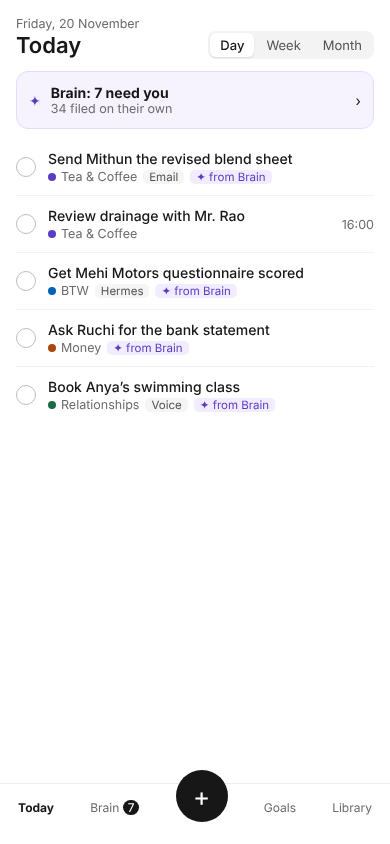 Friday, 20 November
Today
Day Week Month
✦ Brain: 7 need you
34 filed on their own ›
Send Mithun the revised blend sheet
Tea & Coffee Email ✦ from Brain
Review drainage with Mr. Rao
Tea & Coffee
16:00
Get Mehi Motors questionnaire scored
BTW Hermes ✦ from Brain
Ask Ruchi for the bank statement
Money ✦ from Brain
Book Anya’s swimming class
Relationships Voice ✦ from Brain
Today Brain 7 + Goals Library